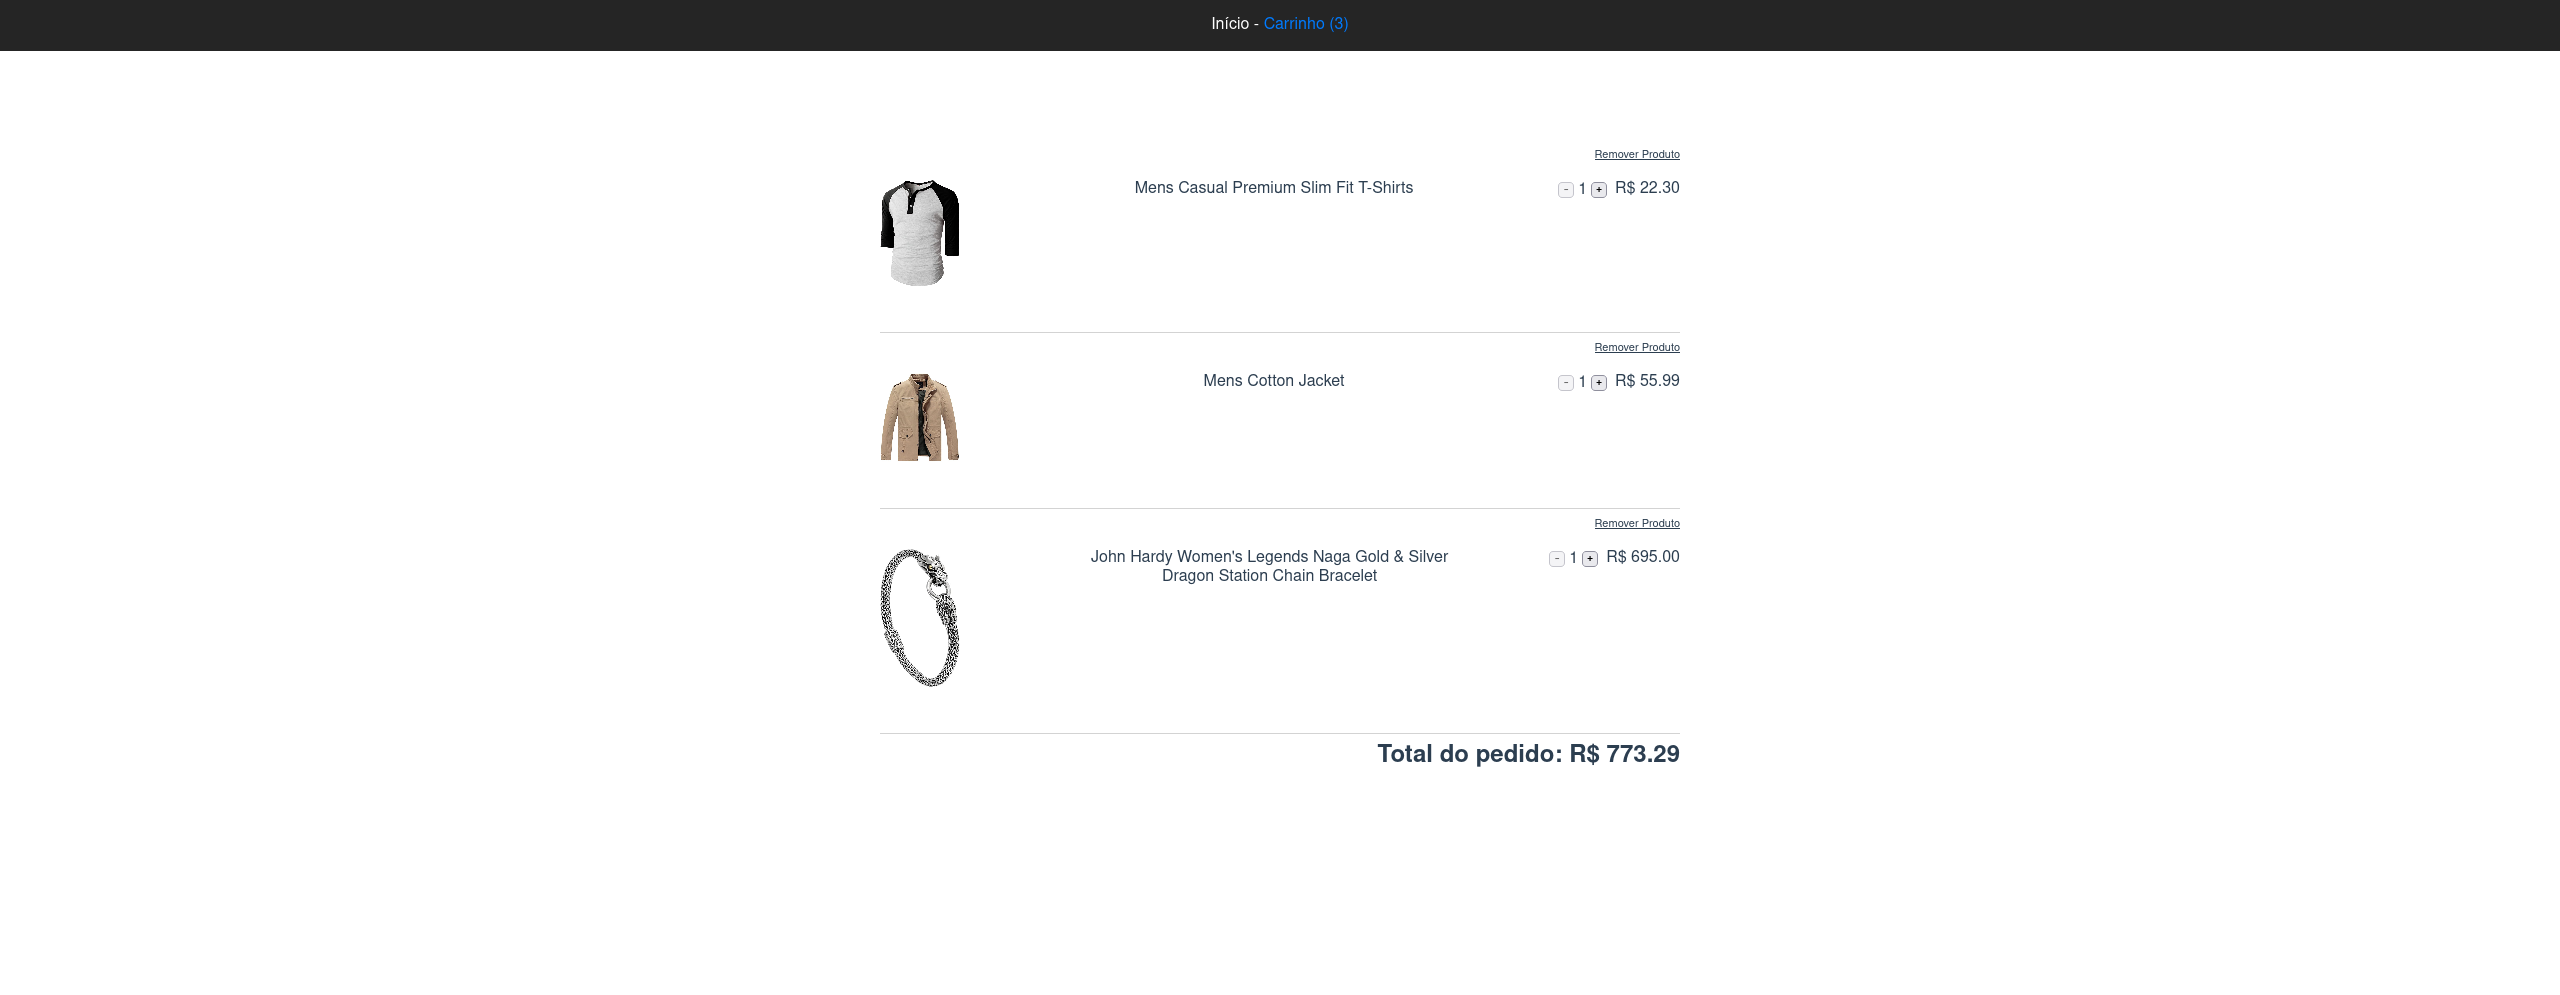 Início - Carrinho (3)
Remover Produto
Mens Casual Premium Slim Fit T-Shirts
- 1 + R$ 22.30
Remover Produto
Mens Cotton Jacket
- 1 + R$ 55.99
Remover Produto
John Hardy Women's Legends Naga Gold & Silver
Dragon Station Chain Bracelet
- 1 + R$ 695.00
Total do pedido: R$ 773.29